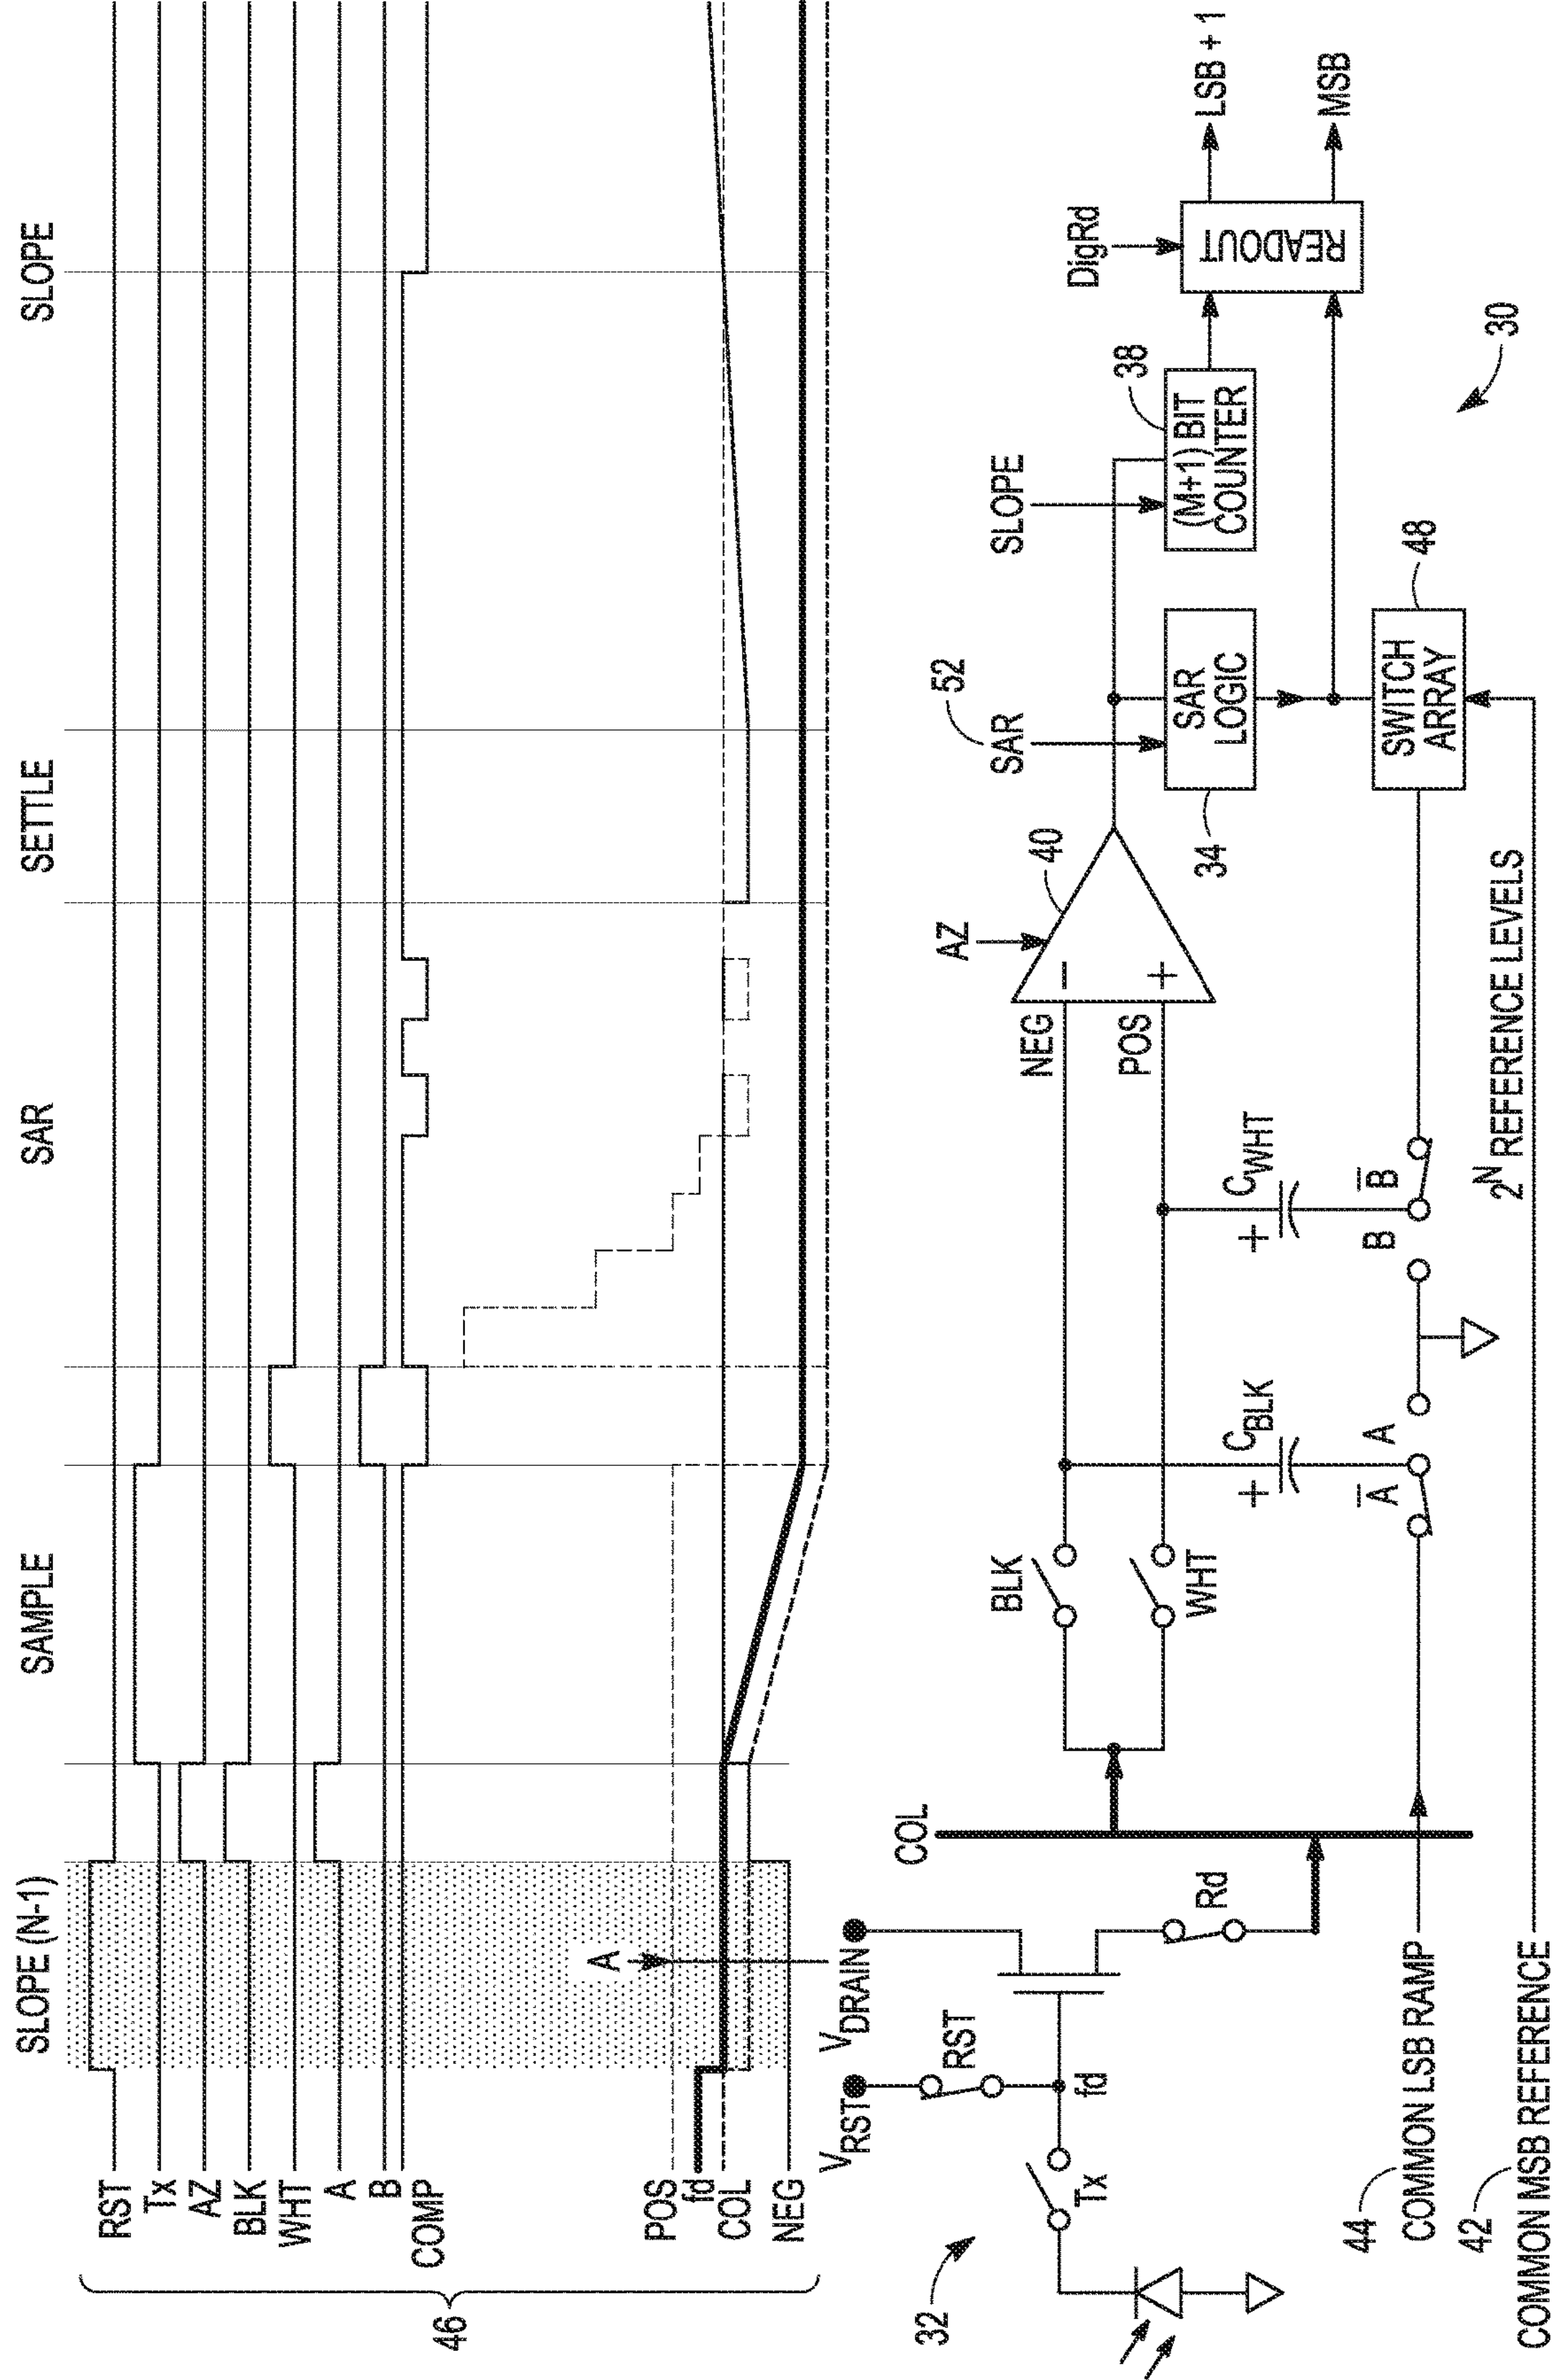 SLOPE (N-1)
SAMPLE
SAR
SETTLE
SLOPE
RST
Tx
AZ
BLK
WHT
A
B
COMP
POS
fd
COL
NEG
46
A
32
Tx
VRST
RST
fd
VDRAIN
Rd
COL
BLK
WHT
+
CBLK
A̅
A
+
CWHT
B
B̅
NEG
POS
−
+
AZ
40
SAR
52
SAR
LOGIC
34
SLOPE
38
(M+1) BIT
COUNTER
DigRd
READOUT
LSB + 1
MSB
SWITCH
ARRAY
48
30
44
COMMON LSB RAMP
42
COMMON MSB REFERENCE
2^N REFERENCE LEVELS